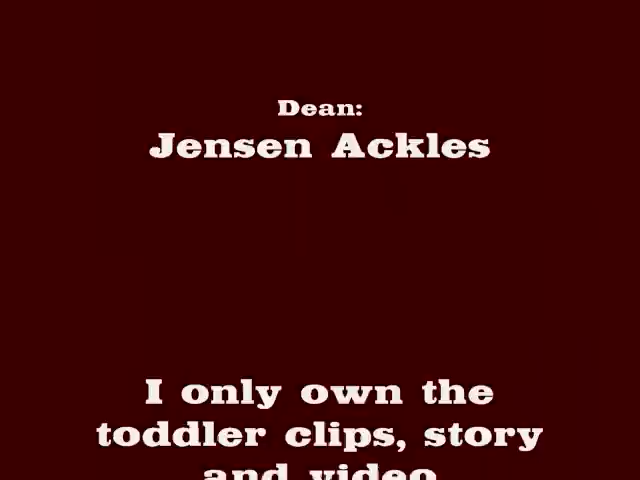 Dean:
Jensen Ackles
I only own the
toddler clips, story
and video